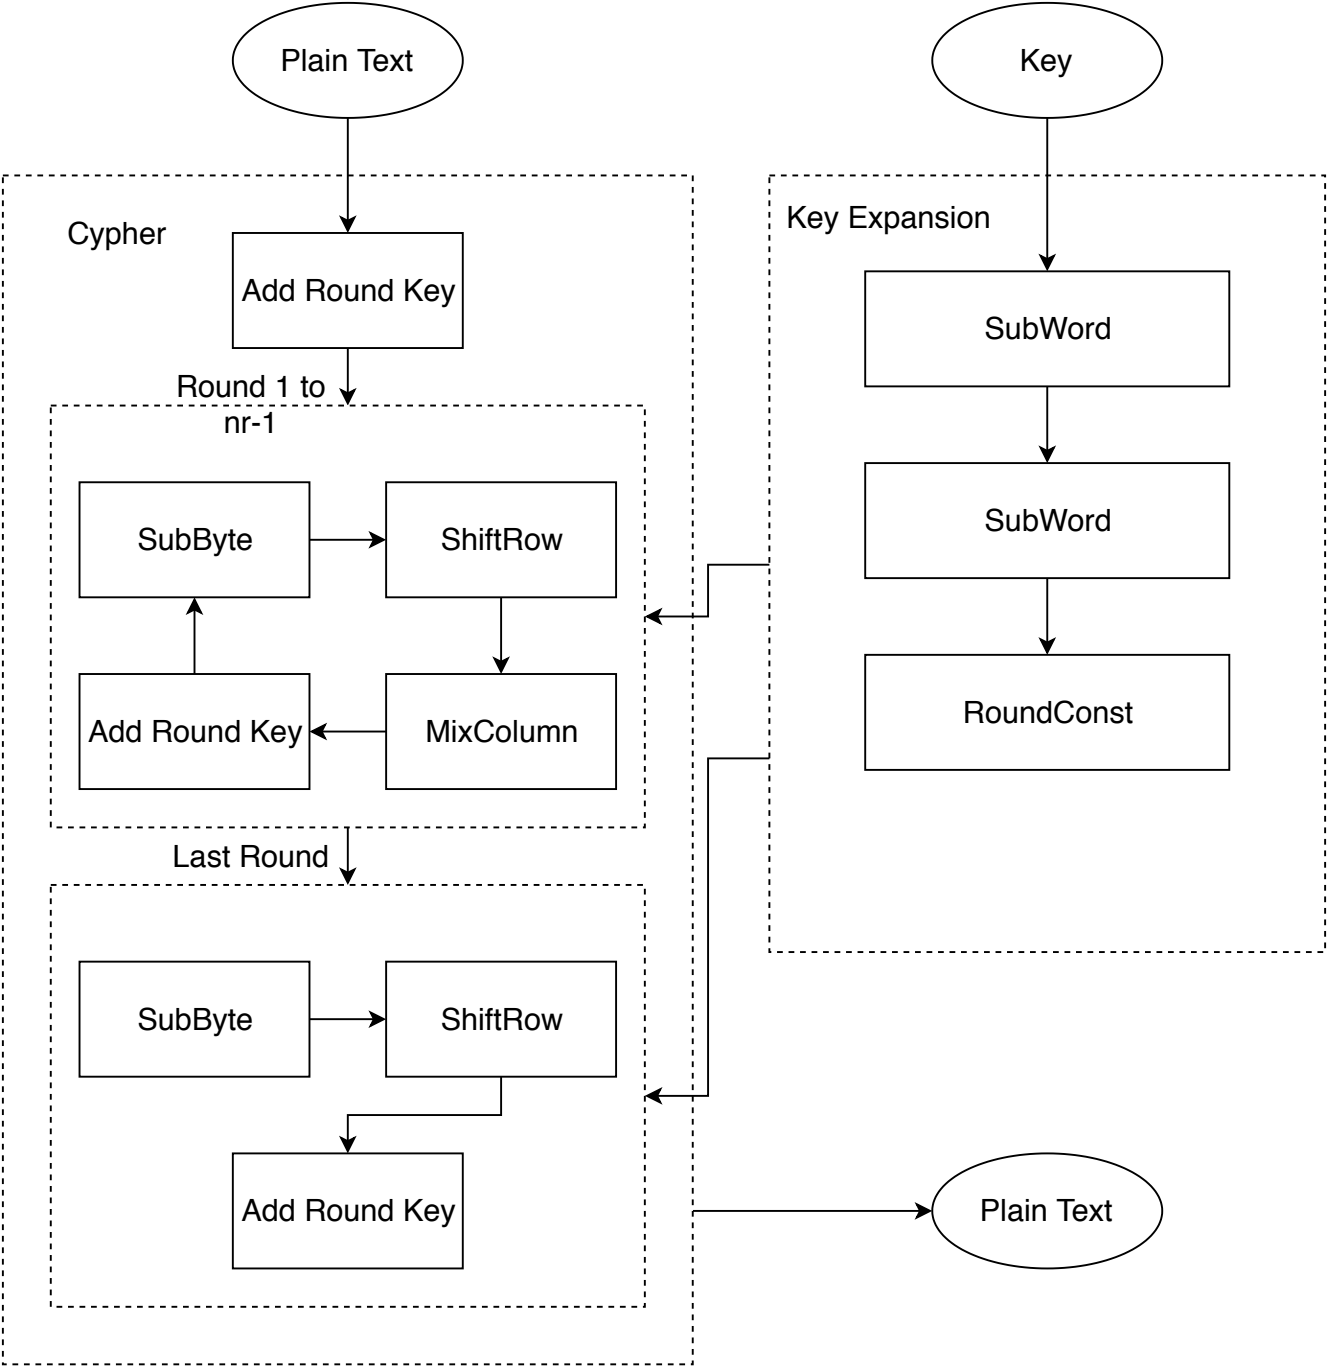 Plain Text
Key
Cypher
Key Expansion
Add Round Key
SubWord
Round 1 to
nr-1
SubByte
ShiftRow
SubWord
Add Round Key
MixColumn
RoundConst
Last Round
SubByte
ShiftRow
Add Round Key
Plain Text